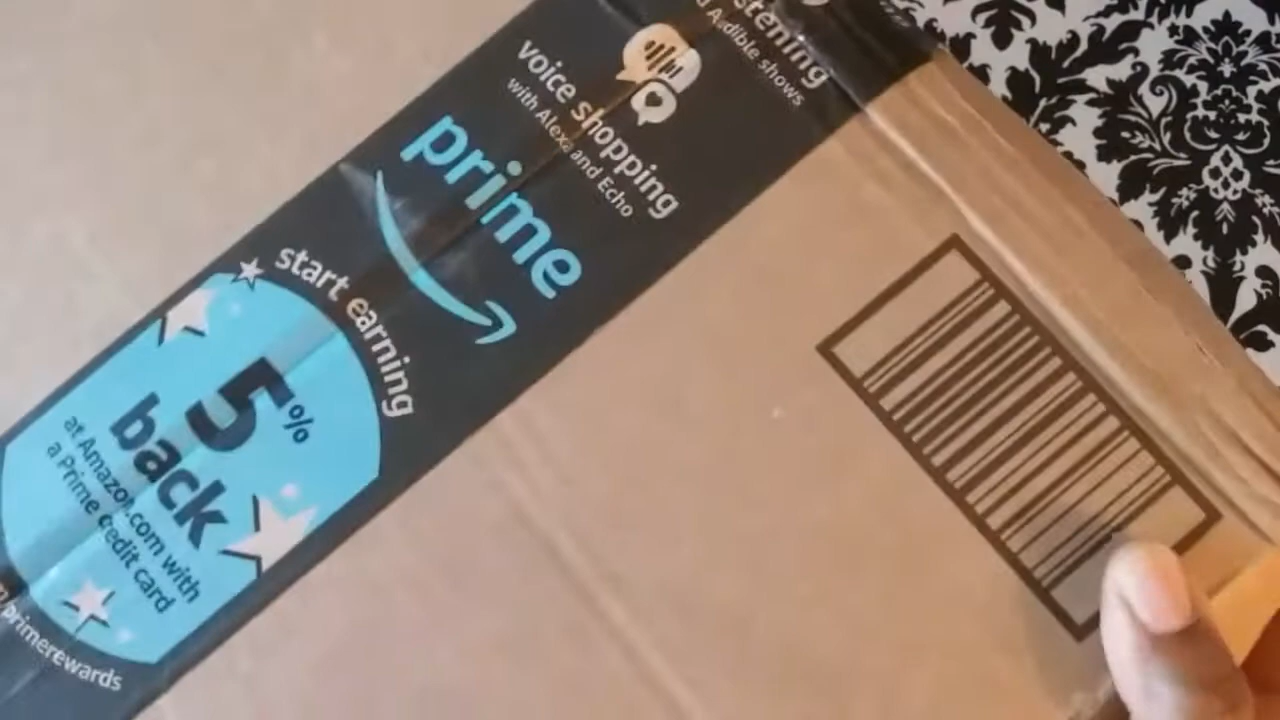 stening
Audible shows
voice shopping
with Alexa and Echo
prime
start earning
5%
back
at Amazon.com with
a Prime credit card
primerewards